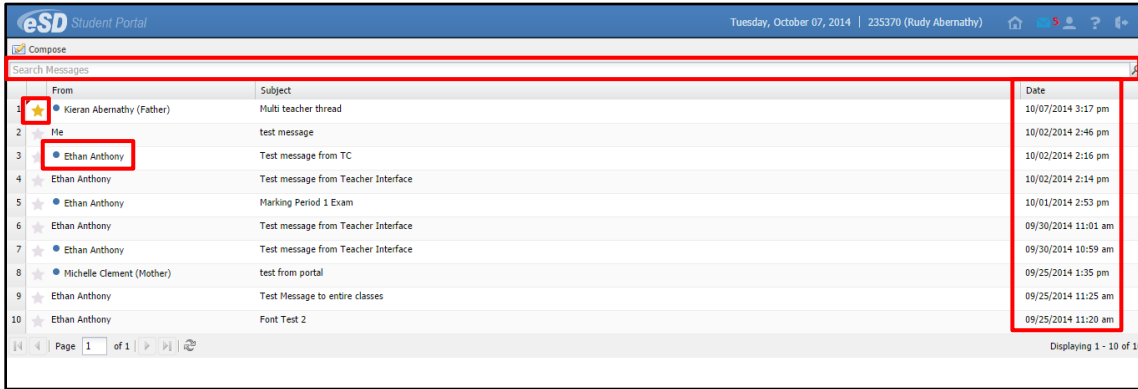 eSD Student Portal Tuesday, October 07, 2014 | 235370 (Rudy Abernathy) 5 ?
Compose
Search Messages
From Subject Date
1 Kieran Abernathy (Father) Multi teacher thread 10/07/2014 3:17 pm
2 Me test message 10/02/2014 2:46 pm
3 Ethan Anthony Test message from TC 10/02/2014 2:16 pm
4 Ethan Anthony Test message from Teacher Interface 10/02/2014 2:14 pm
5 Ethan Anthony Marking Period 1 Exam 10/01/2014 2:53 pm
6 Ethan Anthony Test message from Teacher Interface 09/30/2014 11:01 am
7 Ethan Anthony Test message from Teacher Interface 09/30/2014 10:59 am
8 Michelle Clement (Mother) test from portal 09/25/2014 1:35 pm
9 Ethan Anthony Test Message to entire classes 09/25/2014 11:25 am
10 Ethan Anthony Font Test 2 09/25/2014 11:20 am
Page 1 of 1 Displaying 1 - 10 of